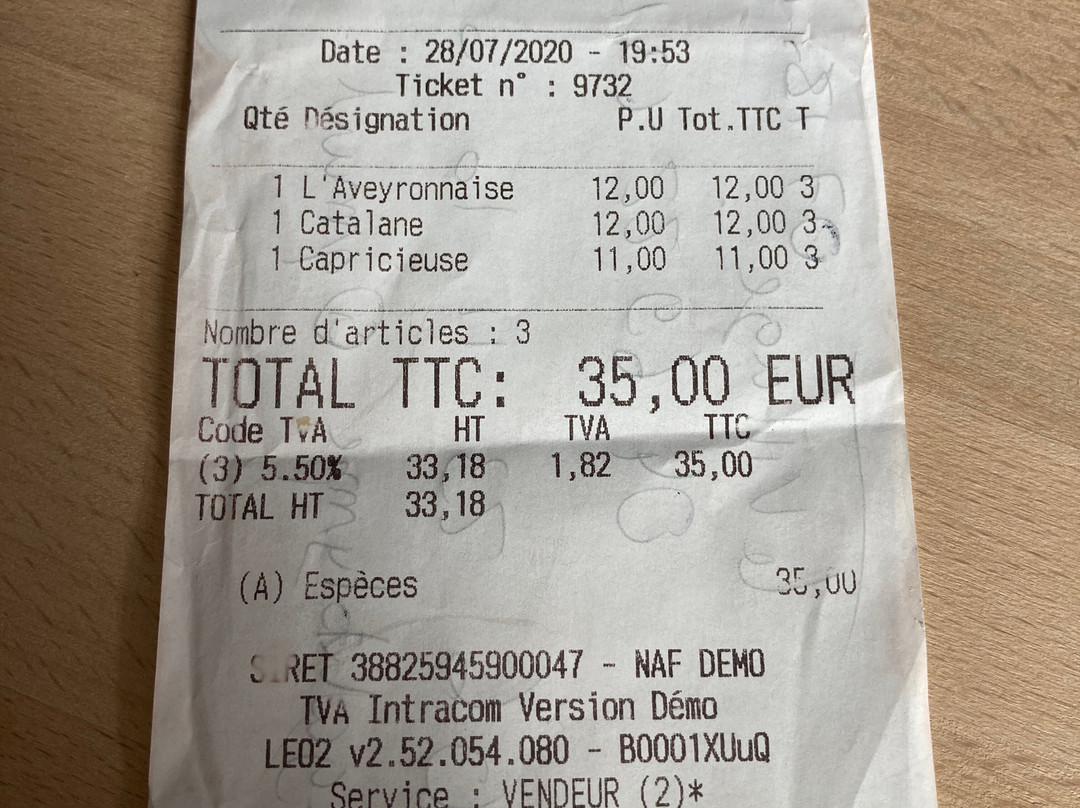 Date : 28/07/2020 - 19:53
Ticket n° : 9732
Qté Désignation P.U Tot.TTC T
1 L'Aveyronnaise 12,00 12,00 3
1 Catalane 12,00 12,00 3
1 Capricieuse 11,00 11,00 3
Nombre d'articles : 3
TOTAL TTC: 35,00 EUR
Code TVA HT TVA TTC
(3) 5.50% 33,18 1,82 35,00
TOTAL HT 33,18
(A) Espèces 35,00
SIRET 38825945900047 - NAF DEMO
TVA Intracom Version Démo
LEO2 v2.52.054.080 - B0001XUuQ
Service : VENDEUR (2)*